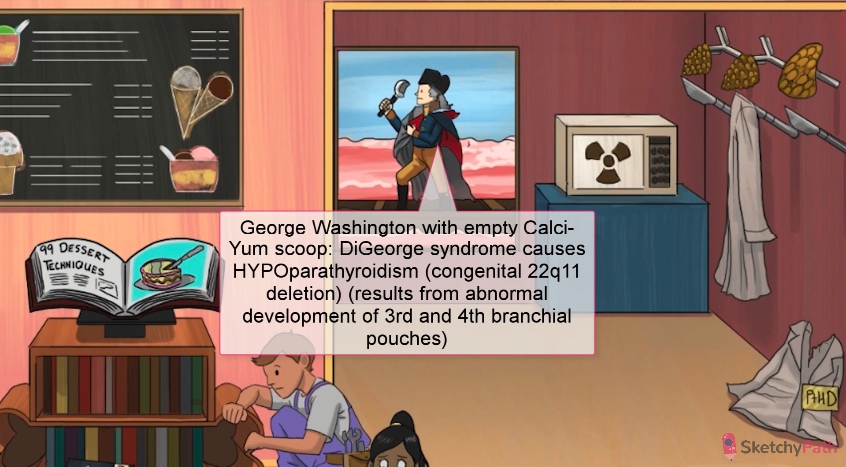 99 DESSERT
TECHNIQUES
George Washington with empty Calci-
Yum scoop: DiGeorge syndrome causes
HYPOparathyroidism (congenital 22q11
deletion) (results from abnormal
development of 3rd and 4th branchial
pouches)
AHD
SketchyPath